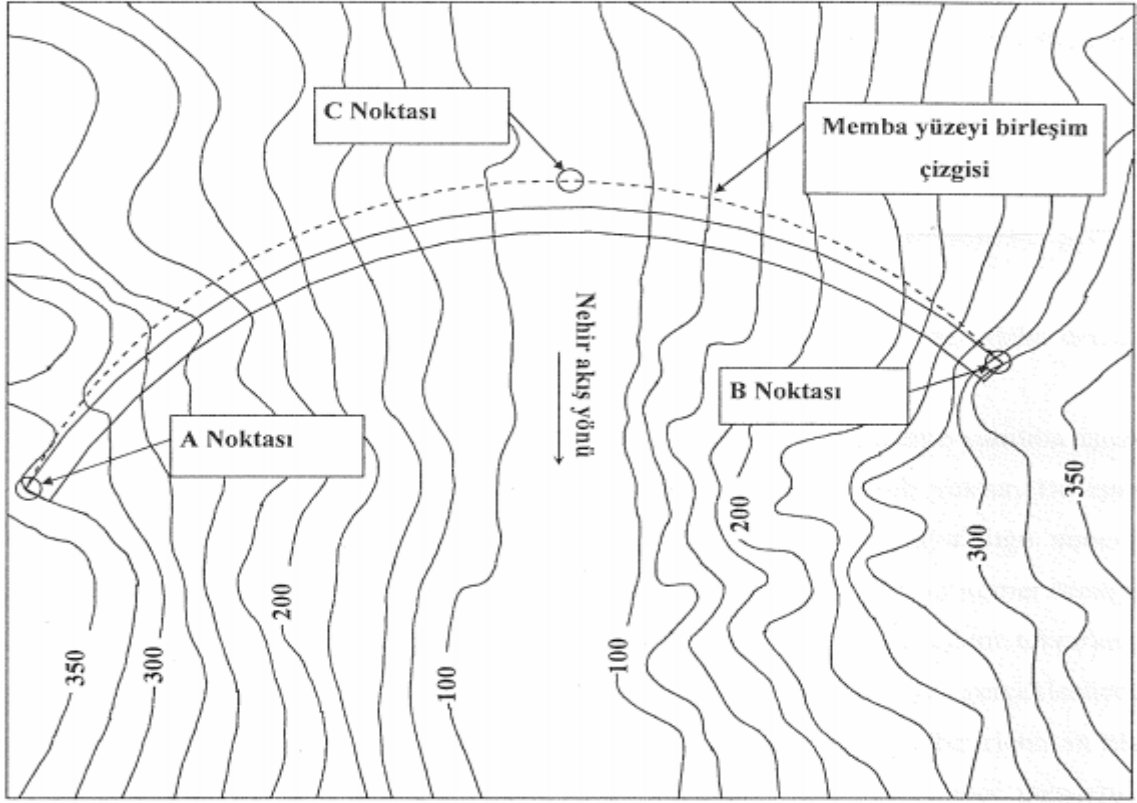 C Noktası
Memba yüzeyi birleşim
çizgisi
Nehir akış yönü
B Noktası
A Noktası
350
300
200
100
100
200
300
350